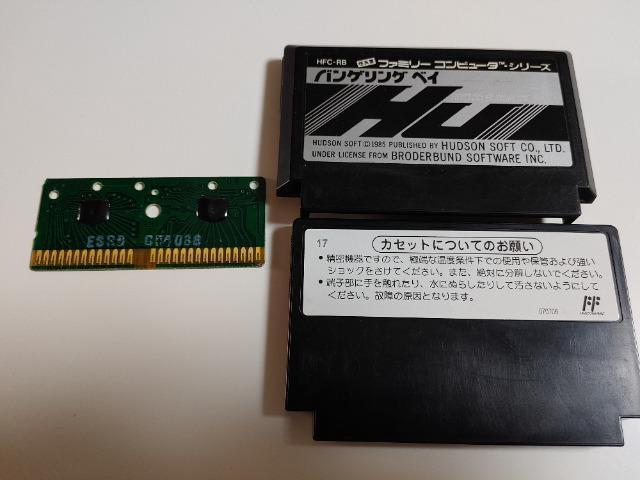 HFC-RB ファミリー コンピュータ™シリーズ
バンゲリング ベイ
Hu
HUDSON SOFT ©1985 PUBLISHED BY HUDSON SOFT CO., LTD.
UNDER LICENSE FROM BRODERBUND SOFTWARE INC.
17
カセットについてのお願い
•精密機器ですので、極端な温度条件下での使用や保管および強い
ショックをさけてください。また、絶対に分解しないでください。
•端子部に手を触れたり、水にぬらしたりして汚さないようにして
ください。故障の原因となります。